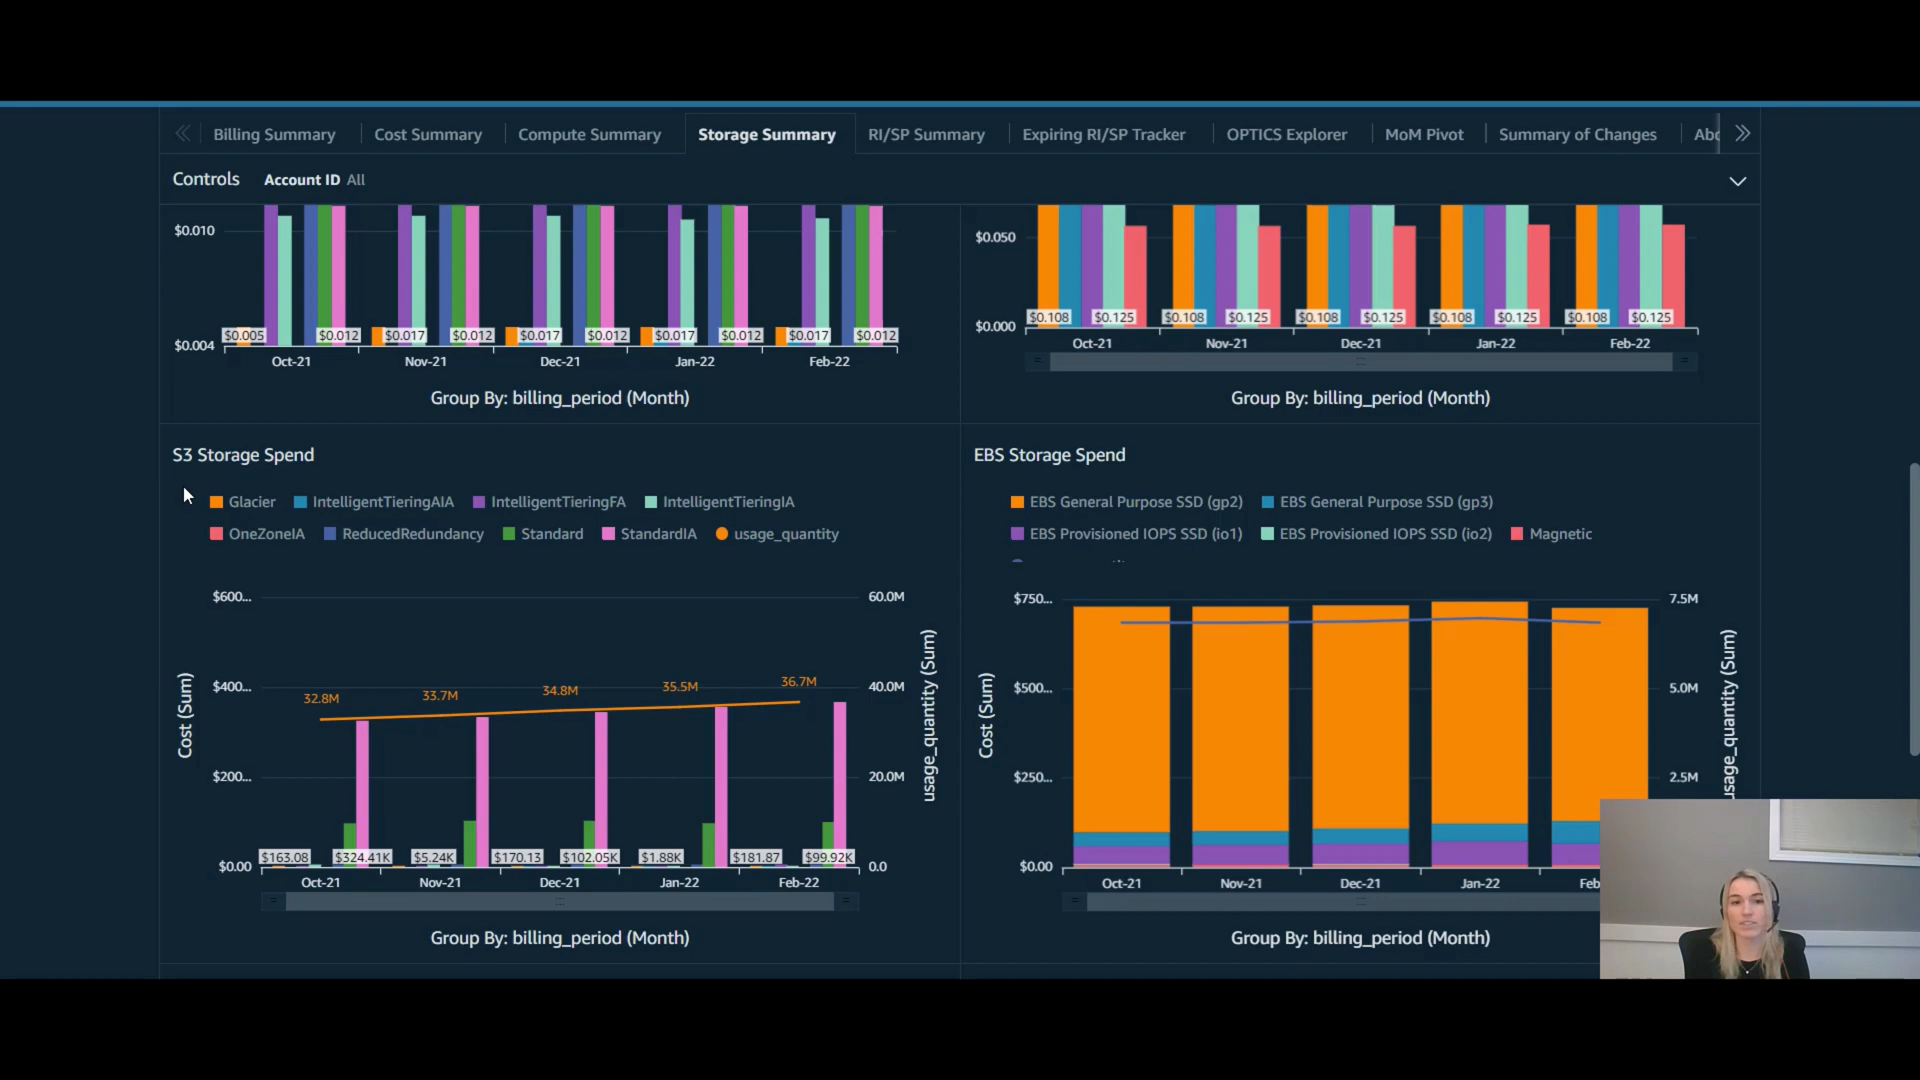 Billing Summary
Cost Summary
Compute Summary
Storage Summary
RI/SP Summary
Expiring RI/SP Tracker
OPTICS Explorer
MoM Pivot
Summary of Changes
Abo
Controls
Account ID All
$0.010
$0.004
$0.005
$0.012
$0.017
$0.012
$0.017
$0.012
$0.017
$0.012
$0.017
$0.012
Oct-21
Nov-21
Dec-21
Jan-22
Feb-22
Group By: billing_period (Month)
$0.050
$0.000
$0.108
$0.125
$0.108
$0.125
$0.108
$0.125
$0.108
$0.125
$0.108
$0.125
Oct-21
Nov-21
Dec-21
Jan-22
Feb-22
Group By: billing_period (Month)
S3 Storage Spend
Glacier IntelligentTieringAIA IntelligentTieringFA IntelligentTieringIA
OneZoneIA ReducedRedundancy Standard StandardIA usage_quantity
$600...
$400...
$200...
$0.00
Cost (Sum)
32.8M
33.7M
34.8M
35.5M
36.7M
60.0M
40.0M
20.0M
0.0
usage_quantity (Sum)
$163.08
$324.41K
$5.24K
$170.13
$102.05K
$1.88K
$181.87
$99.92K
Oct-21
Nov-21
Dec-21
Jan-22
Feb-22
Group By: billing_period (Month)
EBS Storage Spend
EBS General Purpose SSD (gp2) EBS General Purpose SSD (gp3)
EBS Provisioned IOPS SSD (io1) EBS Provisioned IOPS SSD (io2) Magnetic
$750...
$500...
$250...
$0.00
Cost (Sum)
7.5M
5.0M
2.5M
usage_quantity (Sum)
Oct-21
Nov-21
Dec-21
Jan-22
Feb
Group By: billing_period (Month)